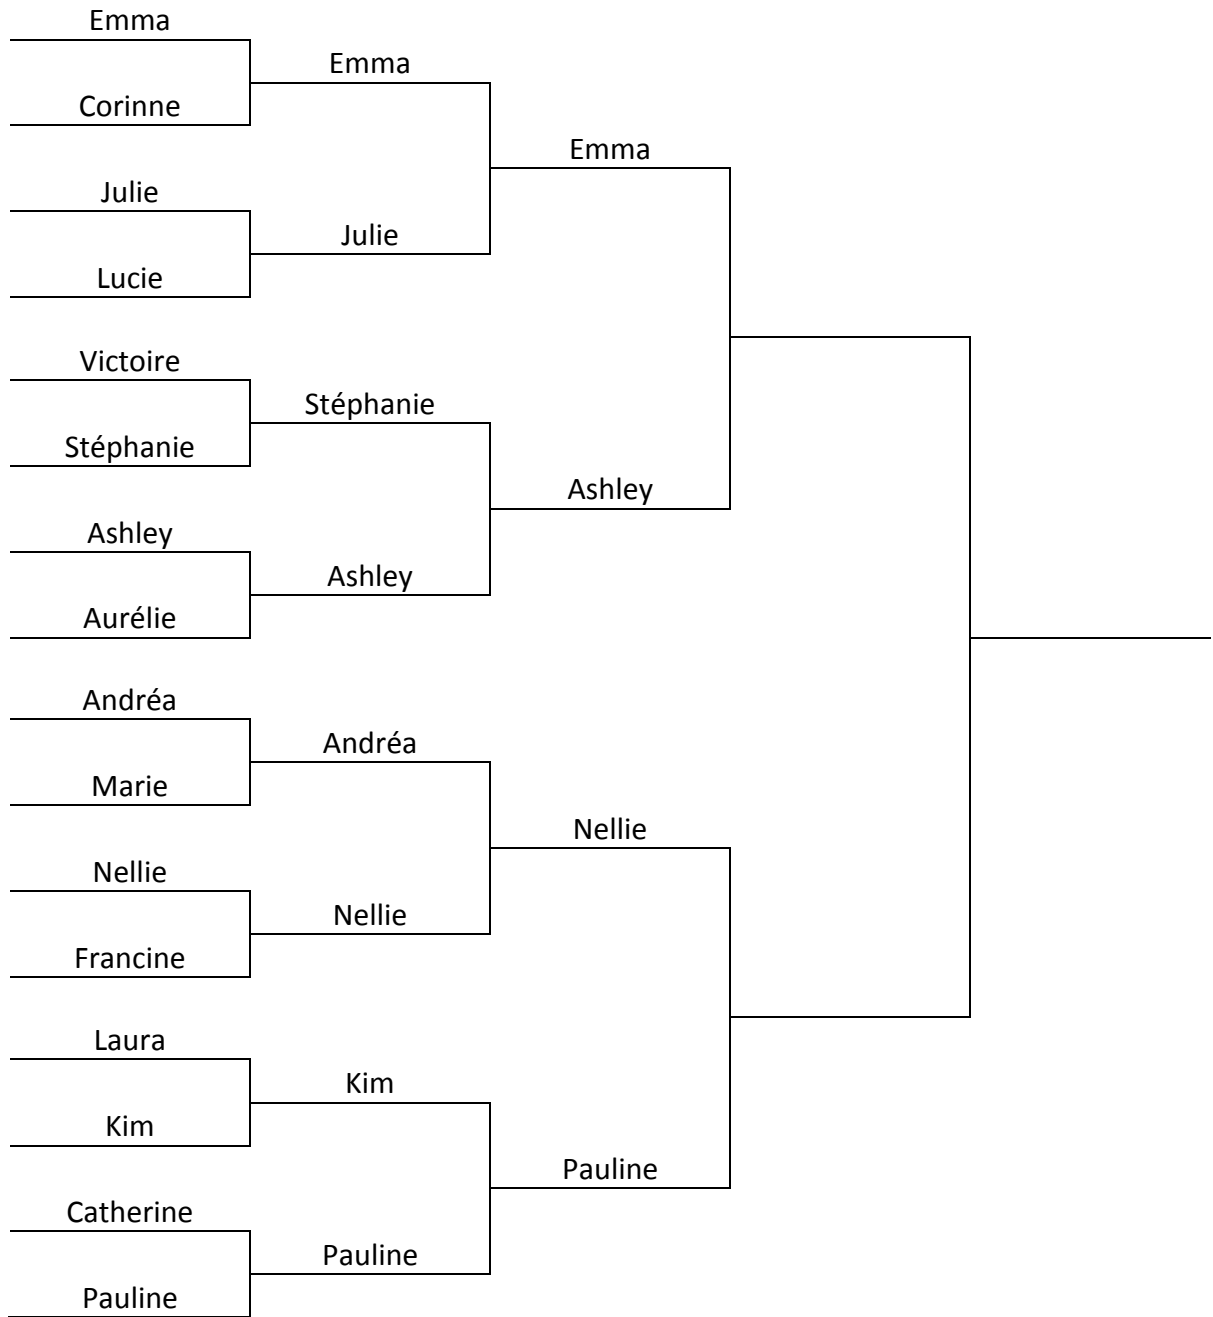 Emma
Corinne
Julie
Lucie
Victoire
Stéphanie
Ashley
Aurélie
Andréa
Marie
Nellie
Francine
Laura
Kim
Catherine
Pauline
Emma
Julie
Stéphanie
Ashley
Andréa
Nellie
Kim
Pauline
Emma
Ashley
Nellie
Pauline